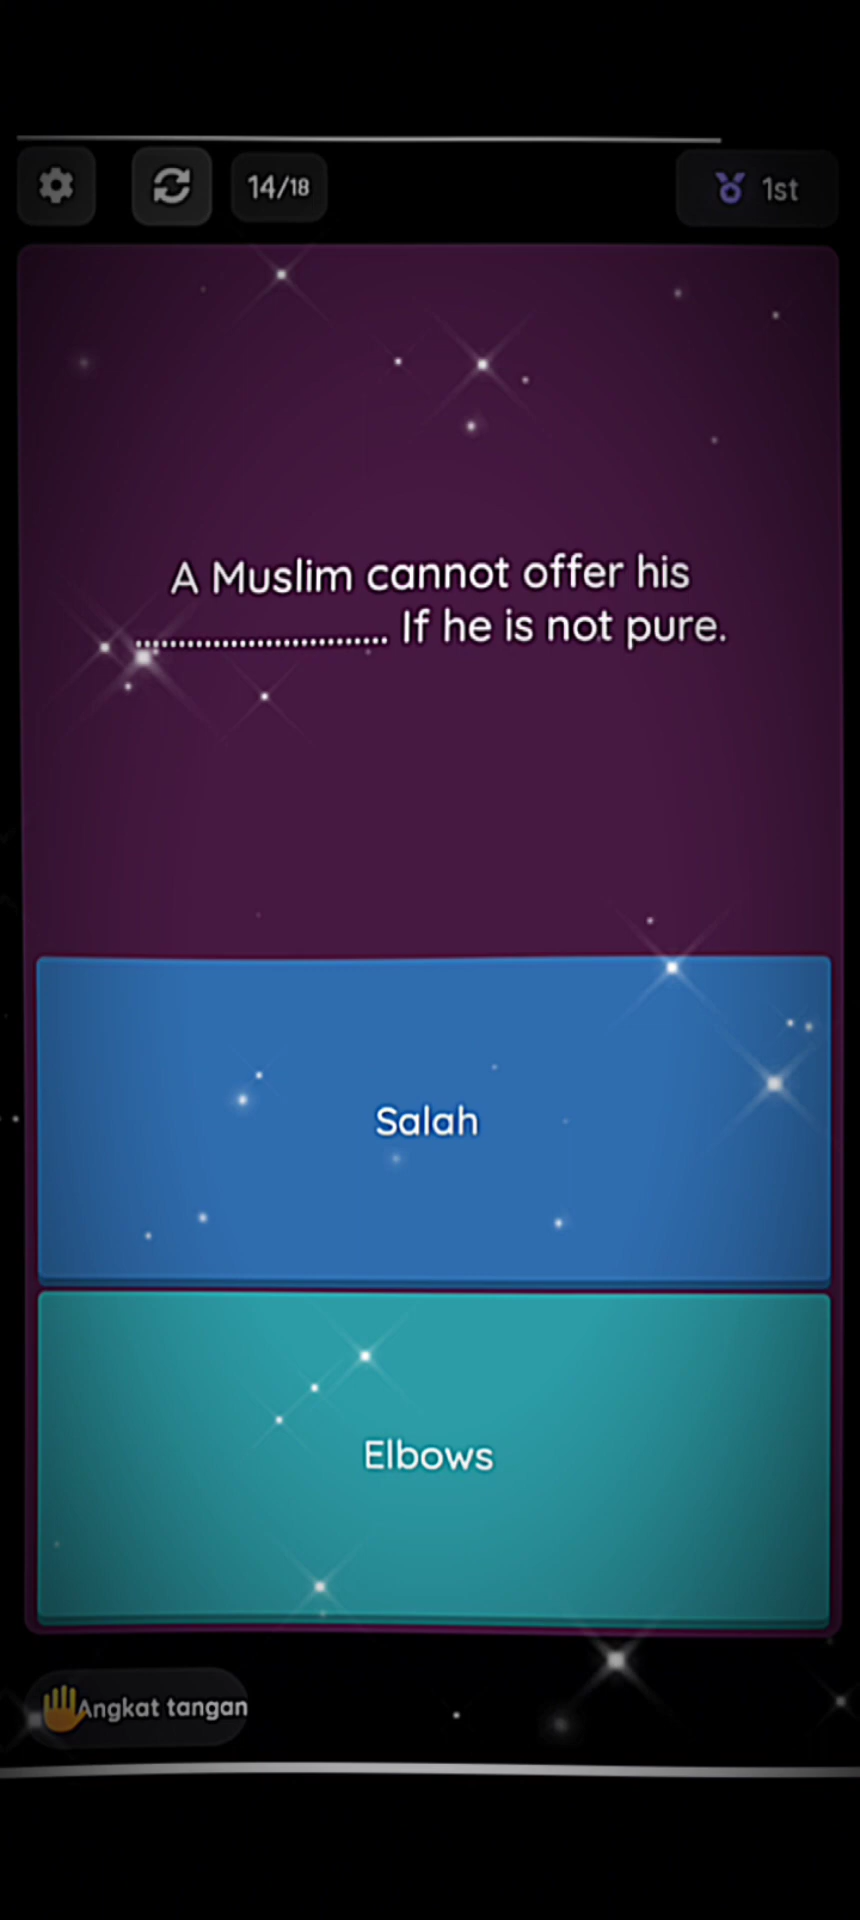 14/18
1st
A Muslim cannot offer his
............................ If he is not pure.
Salah
Elbows
Angkat tangan